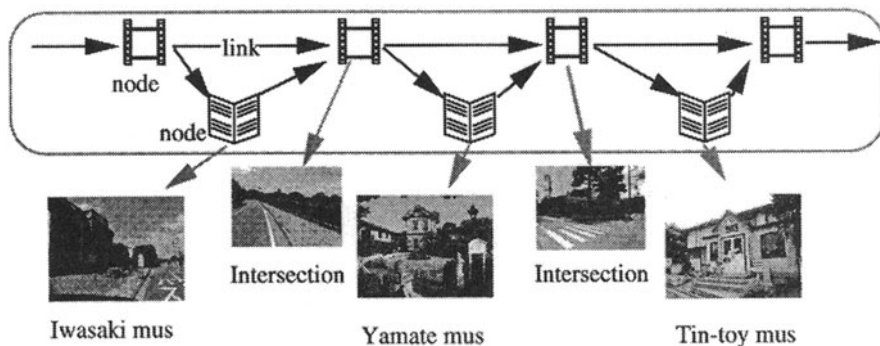 link
node
node
Intersection
Intersection
Iwasaki mus
Yamate mus
Tin-toy mus